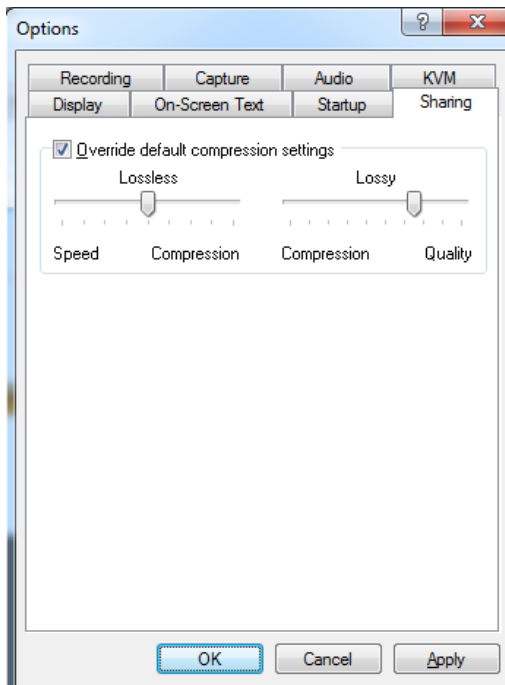 Options
Recording Capture Audio KVM
Display On-Screen Text Startup Sharing
Override default compression settings
Lossless Lossy
Speed Compression Compression Quality
OK Cancel Apply